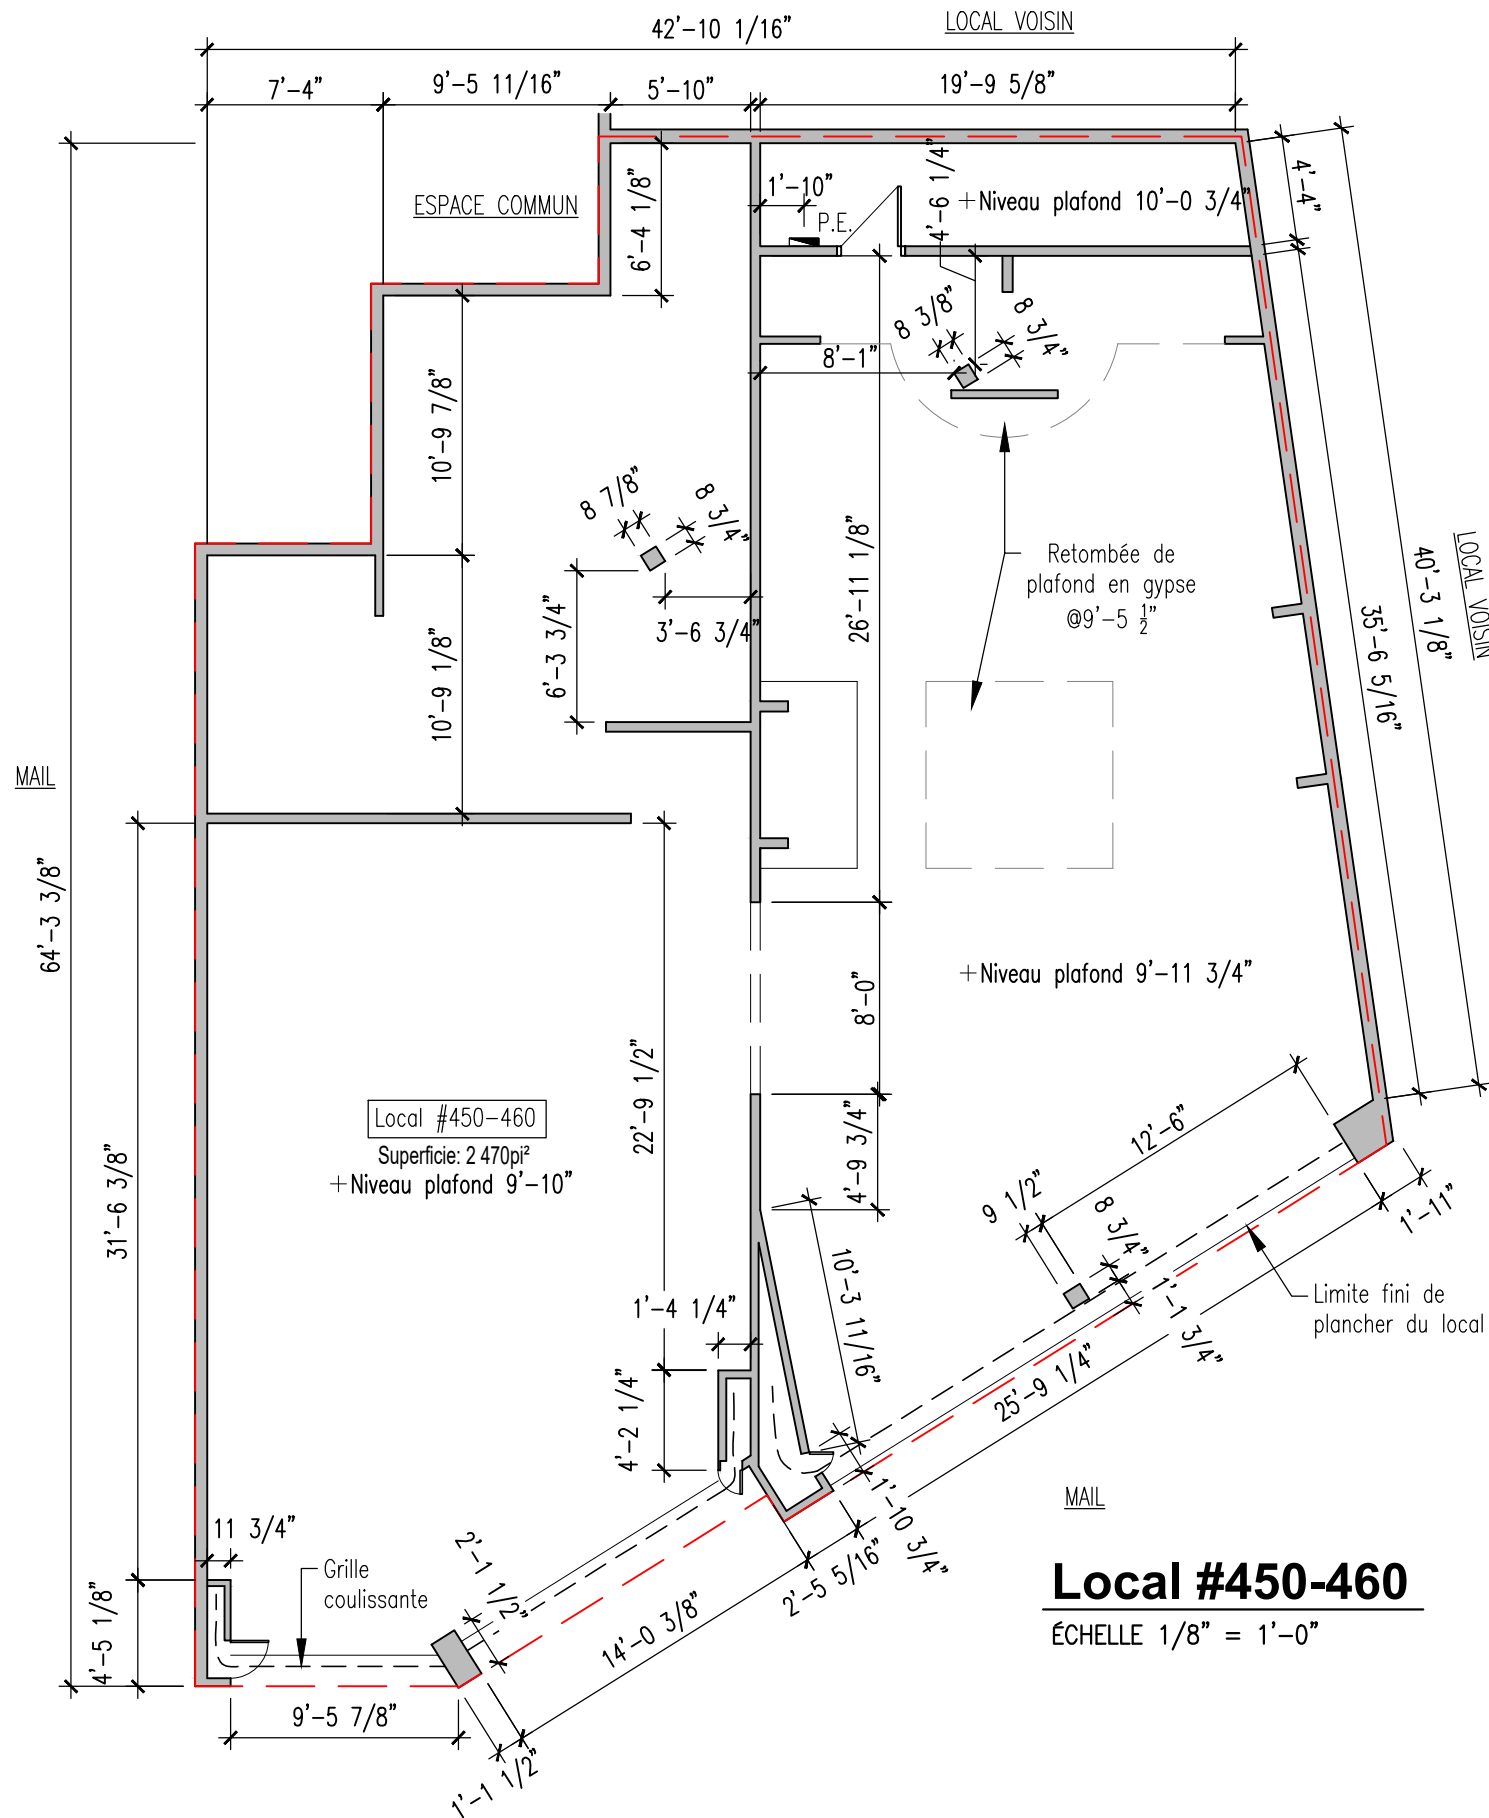 LOCAL VOISIN
42'-10 1/16"
7'-4"
9'-5 11/16"
5'-10"
19'-9 5/8"
ESPACE COMMUN
6'-4 1/8"
1'-10"
P.E.
4'-6 1/4"
+Niveau plafond 10'-0 3/4"
4'-4"
8 3/8"
8 3/4"
8'-1"
10'-9 7/8"
8 7/8"
8 3/4"
26'-11 1/8"
Retombée de
plafond en gypse
@9'-5 ½"
LOCAL VOISIN
40'-3 1/8"
35'-6 5/16"
3'-6 3/4"
6'-3 3/4"
10'-9 1/8"
MAIL
64'-3 3/8"
+Niveau plafond 9'-11 3/4"
8'-0"
22'-9 1/2"
Local #450-460
Superficie: 2 470pi²
+Niveau plafond 9'-10"
31'-6 3/8"
4'-9 3/4"
12'-6"
9 1/2"
8 3/4"
1'-11"
10'-3 11/16"
1'-1 3/4"
Limite fini de
plancher du local
1'-4 1/4"
25'-9 1/4"
4'-2 1/4"
MAIL
11 3/4"
2'-1 1/2"
1'-10 3/4"
2'-5 5/16"
Grille
coulissante
4'-5 1/8"
14'-0 3/8"
9'-5 7/8"
1'-1 1/2"
Local #450-460
ÉCHELLE 1/8" = 1'-0"